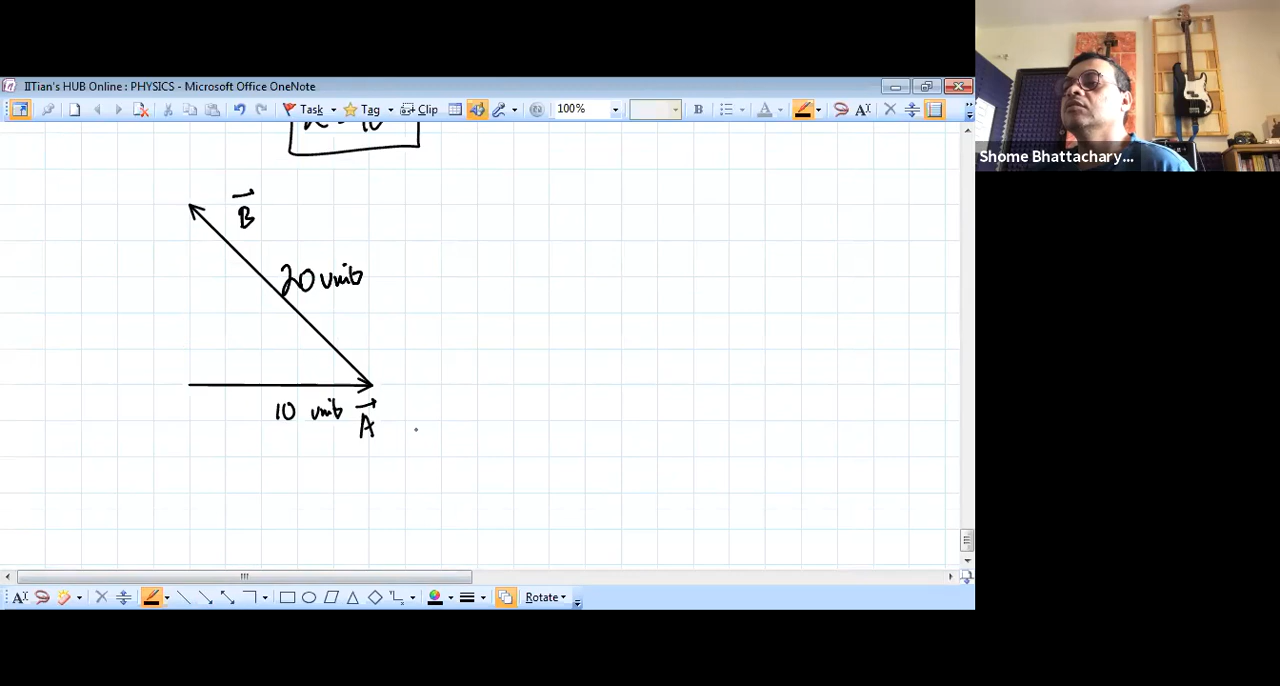 IITian's HUB Online : PHYSICS - Microsoft Office OneNote
Task Tag Clip 100% B A
B
20 unit
10 unit A
Rotate
Shome Bhattachary...